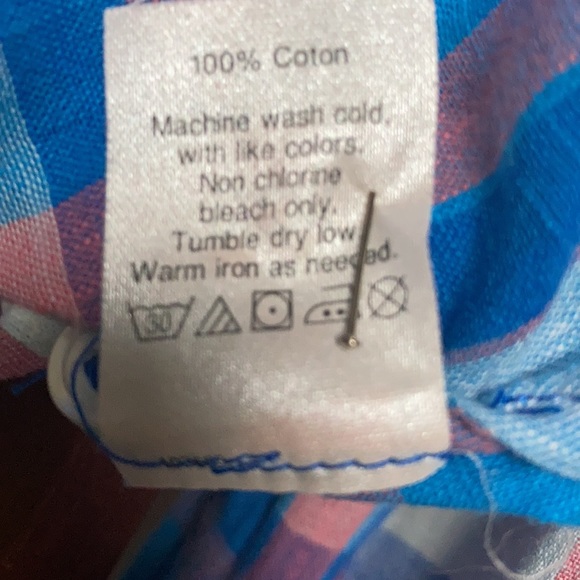 100% Coton
Machine wash cold,
with like colors.
Non chlorine
bleach only.
Tumble dry low
Warm iron as needed.
30